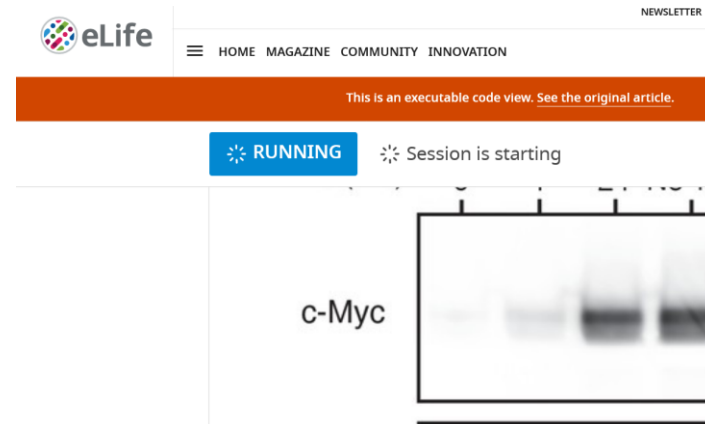 NEWSLETTER
eLife
HOME MAGAZINE COMMUNITY INNOVATION
This is an executable code view. See the original article.
RUNNING
Session is starting
c-Myc